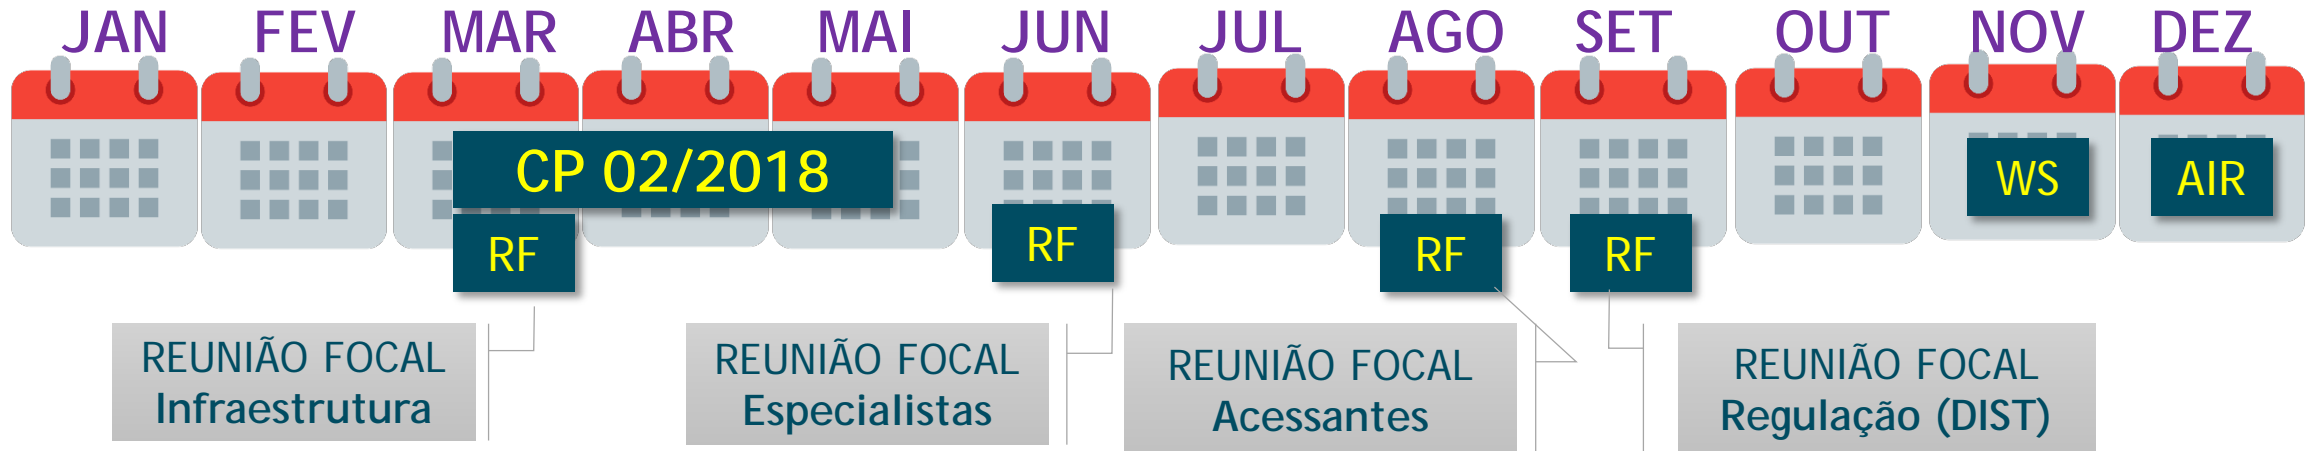 JAN FEV MAR ABR MAI JUN JUL AGO SET OUT NOV DEZ
CP 02/2018
WS
AIR
RF
RF
RF
RF
REUNIÃO FOCAL
Infraestrutura
REUNIÃO FOCAL
Especialistas
REUNIÃO FOCAL
Acessantes
REUNIÃO FOCAL
Regulação (DIST)